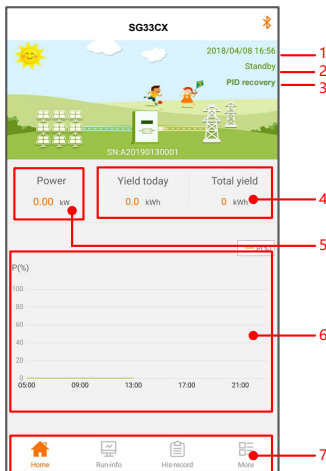 SG33CX
2018/04/08 16:56
1
Standby
2
PID recovery
3
SN:A20190130001
Power
Yield today
Total yield
0.00 kW
0.0 kWh
0 kWh
4
5
P(%)
P(%)
100
80
60
40
20
0
05:00 09:00 13:00 17:00 21:00
6
Home
Run-info
His-record
More
7